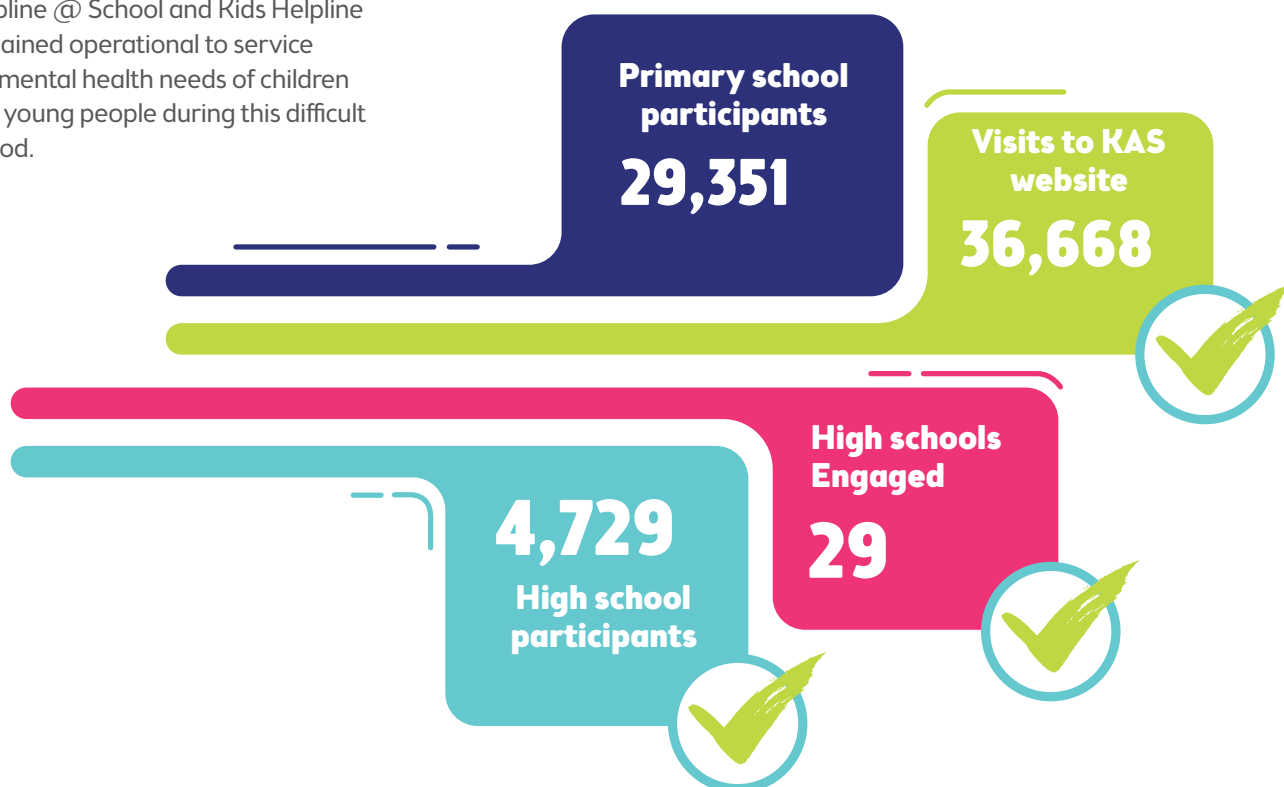 pline @ School and Kids Helpline
ained operational to service
mental health needs of children
young people during this difficult
od.
Primary school
participants
29,351
Visits to KAS
website
36,668
High schools
Engaged
29
4,729
High school
participants